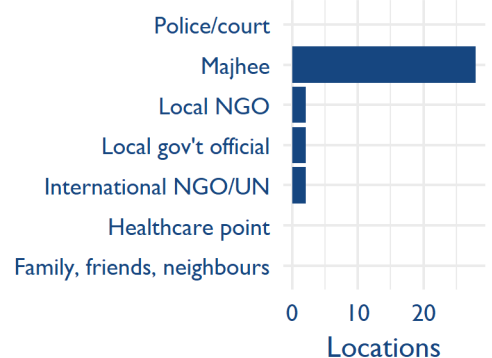 Police/court
Majhee
Local NGO
Local gov't official
International NGO/UN
Healthcare point
Family, friends, neighbours
0 10 20
Locations